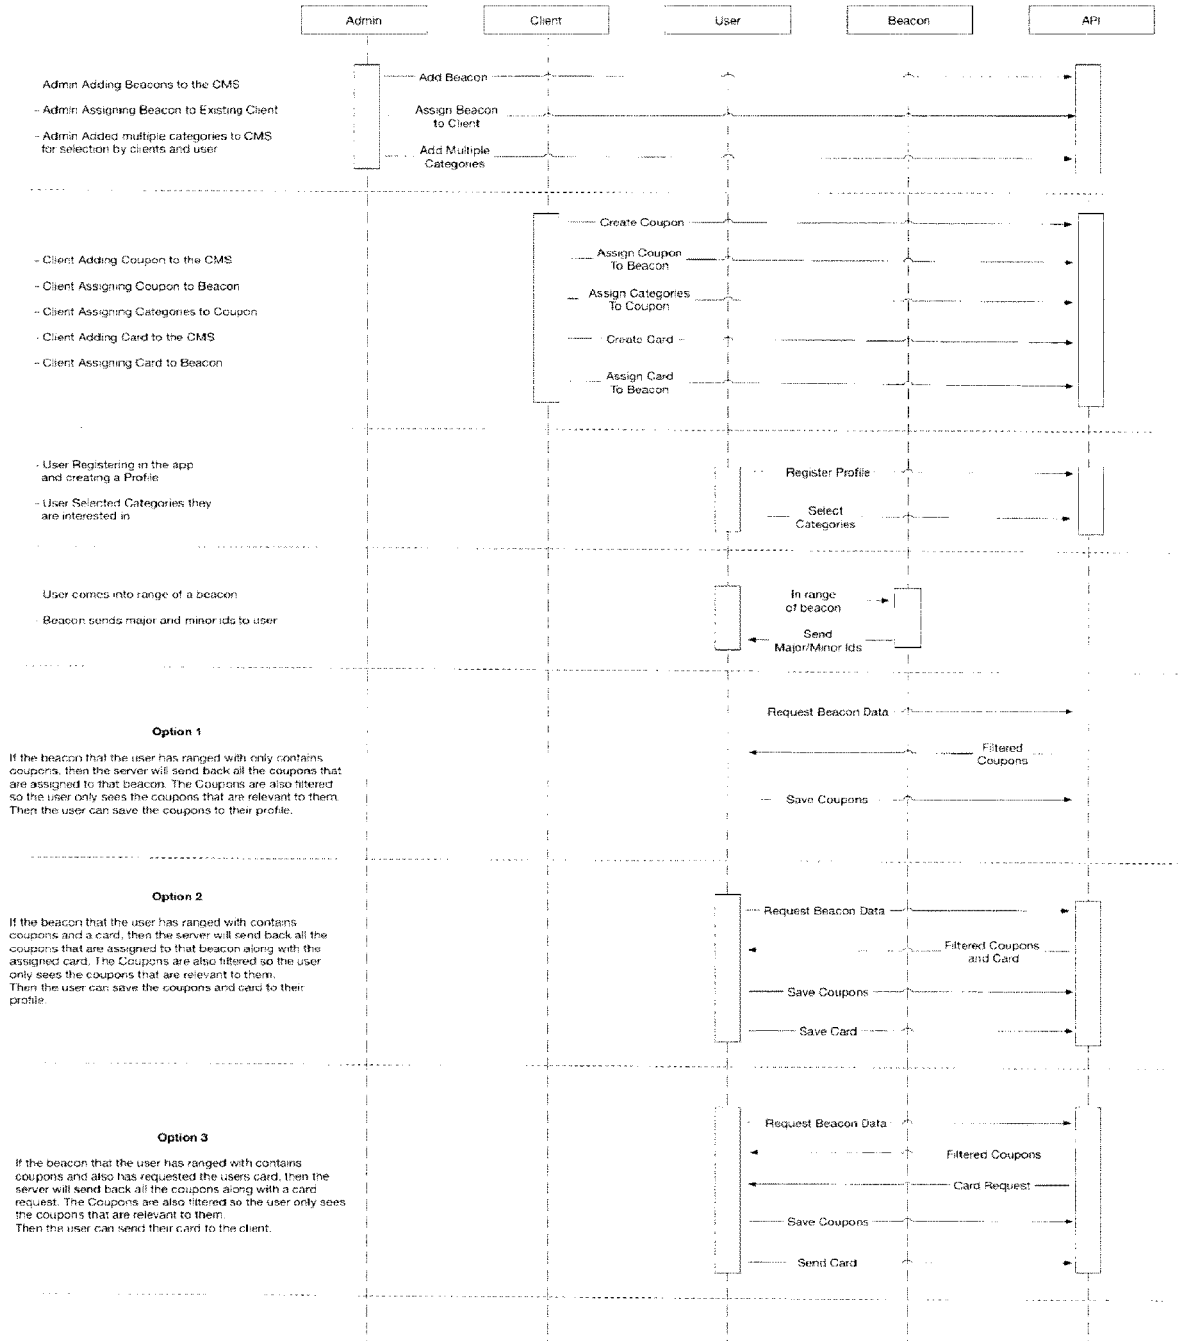 Admin
Client
User
Beacon
API
Admin Adding Beacons to the CMS
- Admin Assigning Beacon to Existing Client
- Admin Added multiple categories to CMS
for selection by clients and user
Add Beacon
Assign Beacon
to Client
Add Multiple
Categories
- Client Adding Coupon to the CMS
- Client Assigning Coupon to Beacon
- Client Assigning Categories to Coupon
- Client Adding Card to the CMS
- Client Assigning Card to Beacon
Create Coupon
Assign Coupon
To Beacon
Assign Categories
To Coupon
Create Card
Assign Card
To Beacon
- User Registering in the app
and creating a Profile
- User Selected Categories they
are interested in
Register Profile
Select
Categories
User comes into range of a beacon
- Beacon sends major and minor ids to user
In range
of beacon
Send
Major/Minor Ids
Option 1
If the beacon that the user has ranged with only contains
coupons, then the server will send back all the coupons that
are assigned to that beacon. The Coupons are also filtered
so the user only sees the coupons that are relevant to them.
Then the user can save the coupons to their profile.
Request Beacon Data
Filtered
Coupons
Save Coupons
Option 2
If the beacon that the user has ranged with contains
coupons and a card, then the server will send back all the
coupons that are assigned to that beacon along with the
assigned card. The Coupons are also filtered so the user
only sees the coupons that are relevant to them.
Then the user can save the coupons and card to their
profile.
Request Beacon Data
Filtered Coupons
and Card
Save Coupons
Save Card
Option 3
If the beacon that the user has ranged with contains
coupons and also has requested the users card, then the
server will send back all the coupons along with a card
request. The Coupons are also filtered so the user only sees
the coupons that are relevant to them.
Then the user can send their card to the client.
Request Beacon Data
Filtered Coupons
Card Request
Save Coupons
Send Card